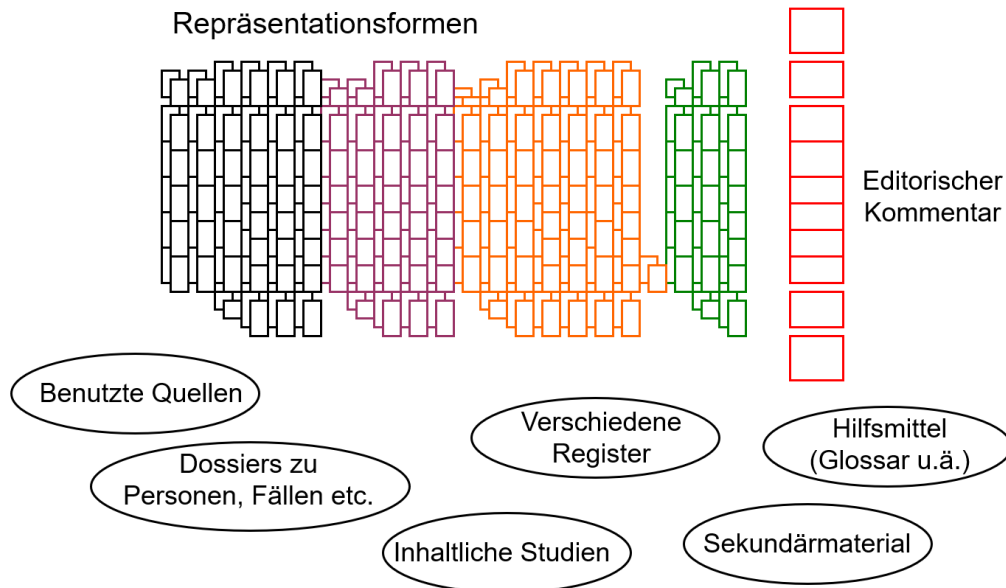 Repräsentationsformen
Editorischer
Kommentar
Benutzte Quellen
Verschiedene
Register
Hilfsmittel
(Glossar u.ä.)
Dossiers zu
Personen, Fällen etc.
Inhaltliche Studien
Sekundärmaterial